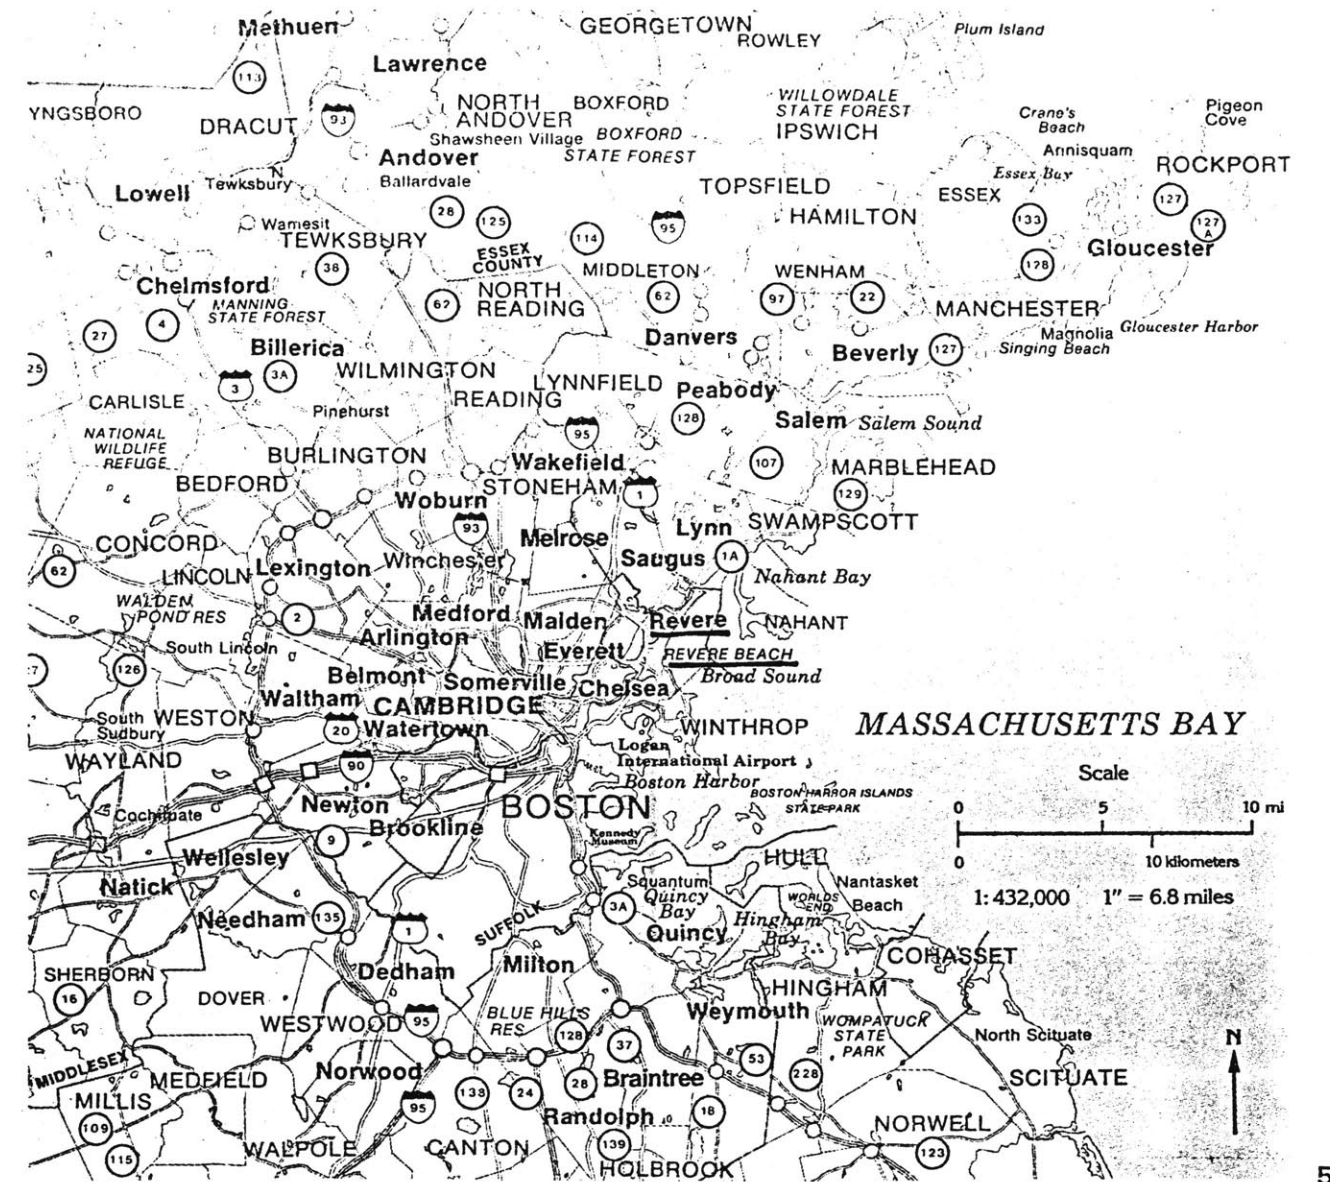 Methuen
GEORGETOWN
ROWLEY
Plum Island
Lawrence
113
YNGSBORO
DRACUT
93
NORTH
ANDOVER
BOXFORD
Shawsheen Village
BOXFORD
STATE FOREST
WILLOWDALE
STATE FOREST
IPSWICH
Crane's
Beach
Pigeon
Cove
Annisquam
ROCKPORT
Andover
Ballardvale
Lowell
Tewksbury
TOPSFIELD
Essex Bay
ESSEX
127
28
125
114
95
HAMILTON
133
127
A
Wamesit
TEWKSBURY
38
ESSEX
COUNTY
MIDDLETON
WENHAM
128
Gloucester
Chelmsford
MANNING
STATE FOREST
62
NORTH
READING
62
97
22
MANCHESTER
27
4
Danvers
Magnolia
Gloucester Harbor
Singing Beach
Billerica
Beverly
127
25
3
3A
WILMINGTON
READING
LYNNFIELD
Peabody
CARLISLE
Pinehurst
128
Salem
Salem Sound
NATIONAL
WILDLIFE
REFUGE
95
BURLINGTON
Wakefield
107
MARBLEHEAD
BEDFORD
Woburn
STONEHAM
1
129
93
Lynn
SWAMPSCOTT
CONCORD
Melrose
Saugus
1A
62
LINCOLN
Lexington
Winchester
Nahant Bay
WALDEN
POND RES
2
Medford
Malden
Revere
NAHANT
Arlington
South Lincoln
Everett
REVERE BEACH
126
Belmont
Somerville
Chelsea
Broad Sound
Waltham
CAMBRIDGE
South
Sudbury
WESTON
20
Watertown
WINTHROP
MASSACHUSETTS BAY
WAYLAND
90
Logan
International Airport
Boston Harbor
Scale
BOSTON HARBOR ISLANDS
STATE PARK
0 5 10 mi
0 10 kilometers
1: 432,000 1" = 6.8 miles
Newton
BOSTON
Cochituate
9
Brookline
Kennedy
Museum
Wellesley
HULL
Natick
Squantum
Quincy
Bay
Nantasket
Beach
WORLDS
END
Needham
135
1
SUFFOLK
3A
Quincy
Hingham
Bay
COHASSET
SHERBORN
Dedham
Milton
16
DOVER
HINGHAM
WESTWOOD
95
BLUE HILLS
RES
128
Weymouth
WOMPATUCK
STATE
PARK
North Scituate
N
MIDDLESEX
37
53
MEDFIELD
Norwood
28
Braintree
228
SCITUATE
MILLIS
95
138
24
Randolph
18
109
NORWELL
115
WALPOLE
CANTON
139
HOLBROOK
123
5